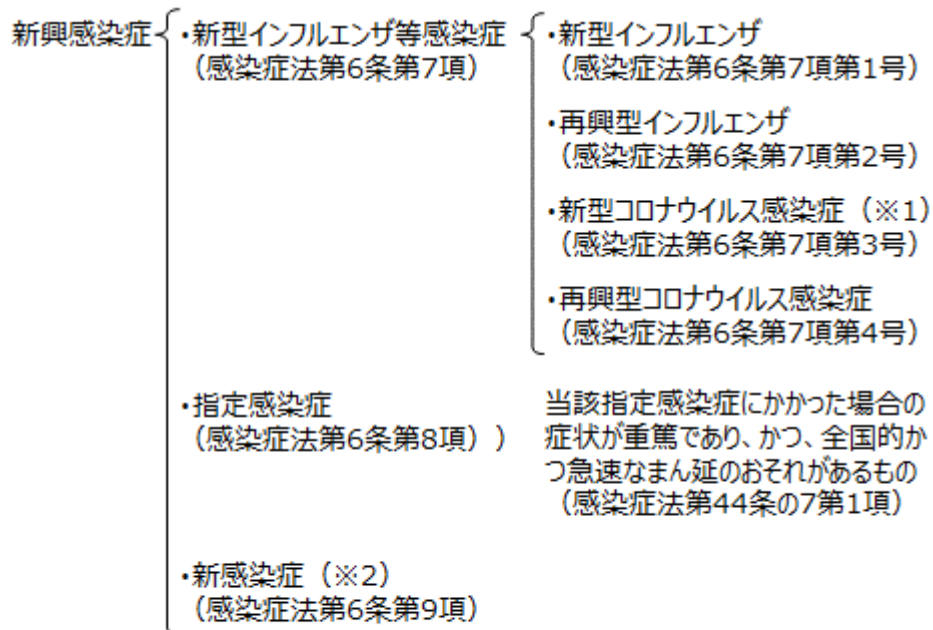 新興感染症
・新型インフルエンザ等感染症
（感染症法第6条第7項）
・新型インフルエンザ
（感染症法第6条第7項第1号）
・再興型インフルエンザ
（感染症法第6条第7項第2号）
・新型コロナウイルス感染症（※1）
（感染症法第6条第7項第3号）
・再興型コロナウイルス感染症
（感染症法第6条第7項第4号）
・指定感染症
（感染症法第6条第8項））
当該指定感染症にかかった場合の
症状が重篤であり、かつ、全国的か
つ急速なまん延のおそれがあるもの
（感染症法第44条の7第1項）
・新感染症（※2）
（感染症法第6条第9項）